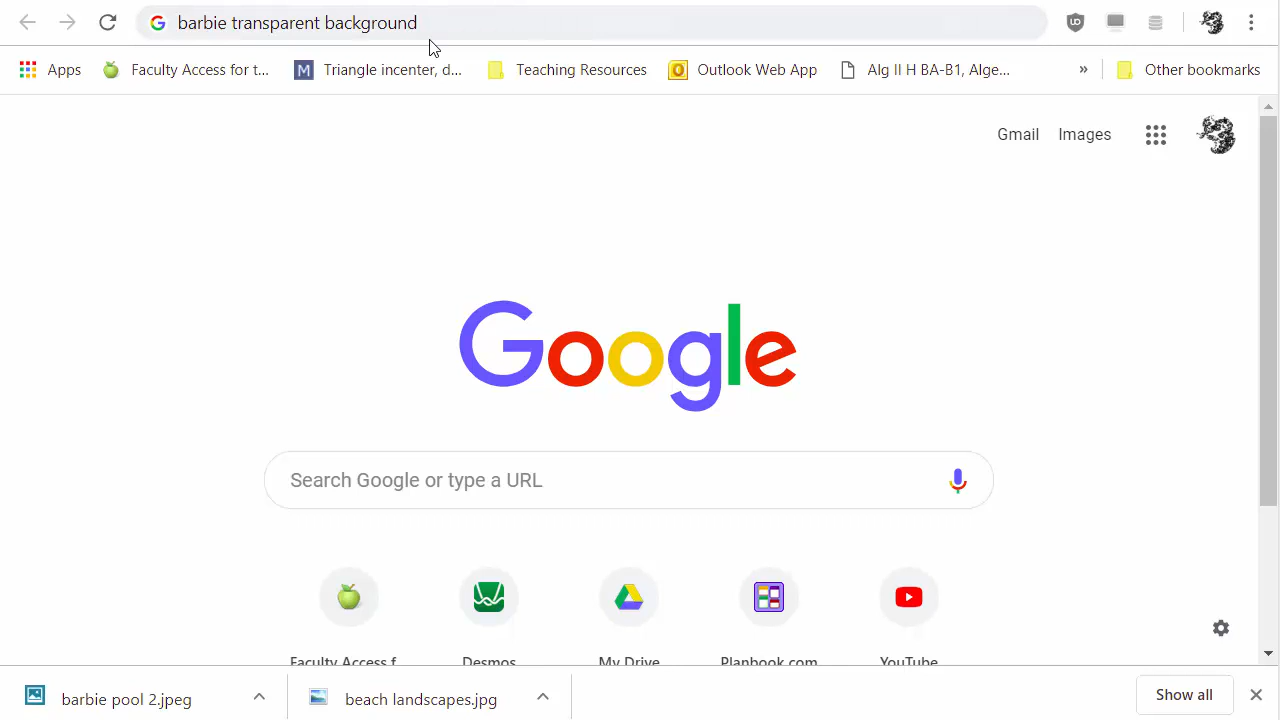 barbie transparent background
Apps Faculty Access for t... Triangle incenter, d... Teaching Resources Outlook Web App Alg II H BA-B1, Alge... » Other bookmarks
Gmail Images
Google
Search Google or type a URL
Faculty Access f Desmos My Drive Planbook.com YouTube
barbie pool 2.jpeg beach landscapes.jpg Show all